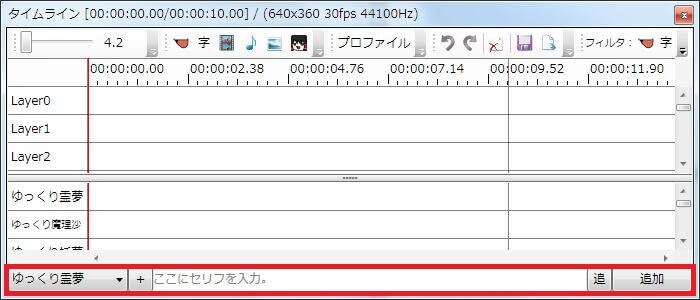 タイムライン [00:00:00.00/00:00:10.00] / (640x360 30fps 44100Hz)
4.2 字 プロファイル フィルタ： 字
00:00:00.00 00:00:02.38 00:00:04.76 00:00:07.14 00:00:09.52 00:00:11.90
Layer0
Layer1
Layer2
ゆっくり霊夢
ゆっくり魔理沙
ゆっくり霊夢 + ここにセリフを入力。 追 追加